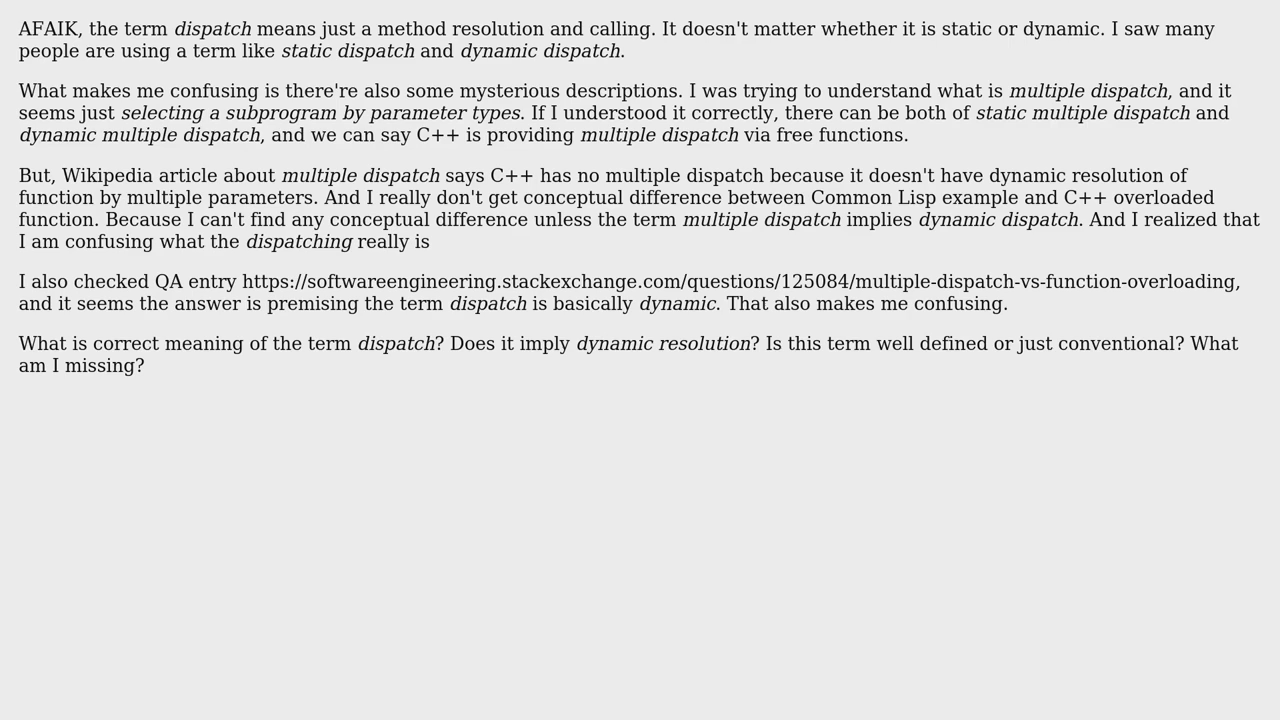 AFAIK, the term dispatch means just a method resolution and calling. It doesn't matter whether it is static or dynamic. I saw many
people are using a term like static dispatch and dynamic dispatch.
What makes me confusing is there're also some mysterious descriptions. I was trying to understand what is multiple dispatch, and it
seems just selecting a subprogram by parameter types. If I understood it correctly, there can be both of static multiple dispatch and
dynamic multiple dispatch, and we can say C++ is providing multiple dispatch via free functions.
But, Wikipedia article about multiple dispatch says C++ has no multiple dispatch because it doesn't have dynamic resolution of
function by multiple parameters. And I really don't get conceptual difference between Common Lisp example and C++ overloaded
function. Because I can't find any conceptual difference unless the term multiple dispatch implies dynamic dispatch. And I realized that
I am confusing what the dispatching really is
I also checked QA entry https://softwareengineering.stackexchange.com/questions/125084/multiple-dispatch-vs-function-overloading,
and it seems the answer is premising the term dispatch is basically dynamic. That also makes me confusing.
What is correct meaning of the term dispatch? Does it imply dynamic resolution? Is this term well defined or just conventional? What
am I missing?